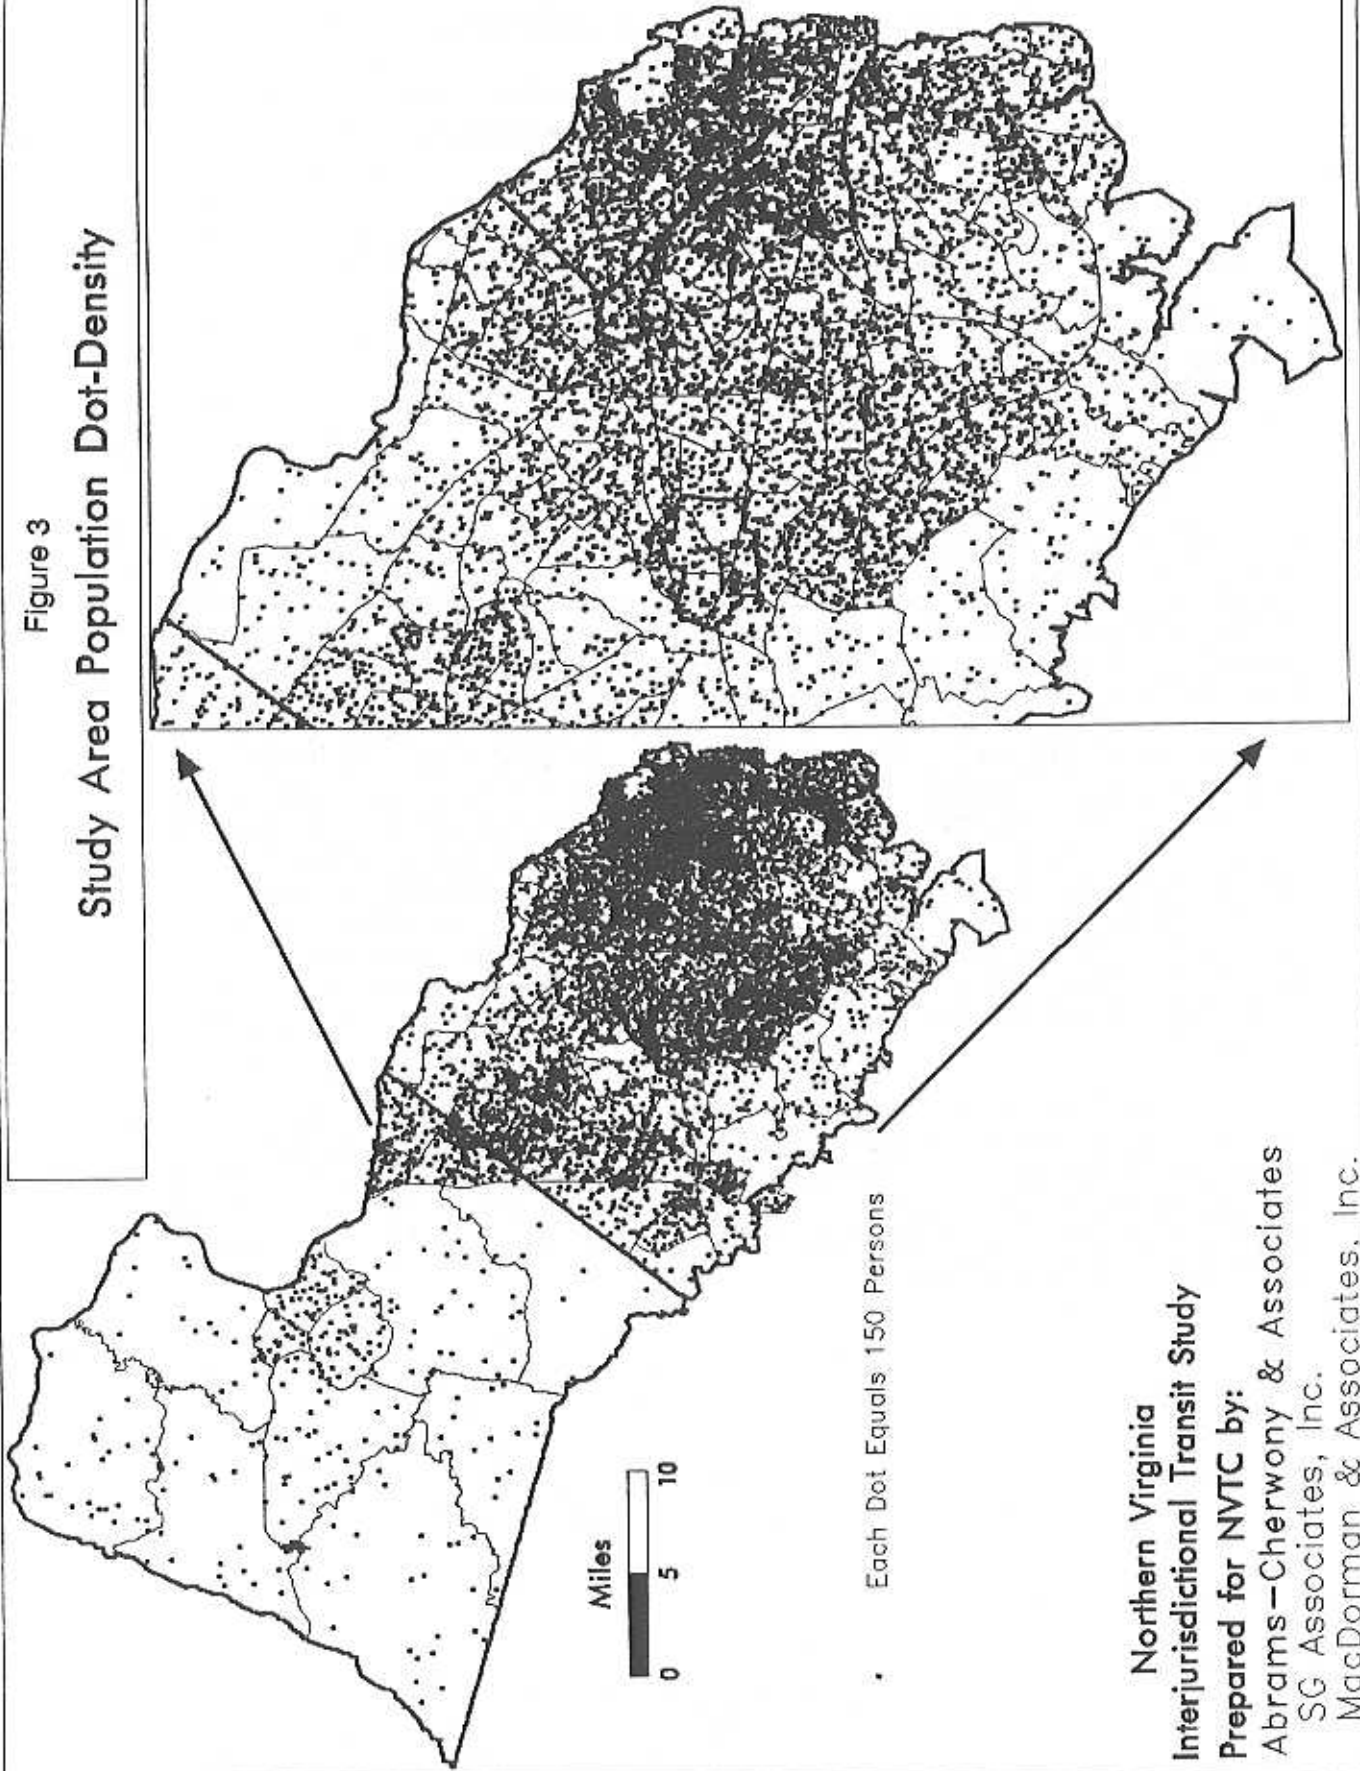 Figure 3
Study Area Population Dot-Density
Miles
0 5 10
Each Dot Equals 150 Persons
Northern Virginia
Interjurisdictional Transit Study
Prepared for NVTC by:
Abrams-Cherwony & Associates
SG Associates, Inc.
MacDorman & Associates, Inc.